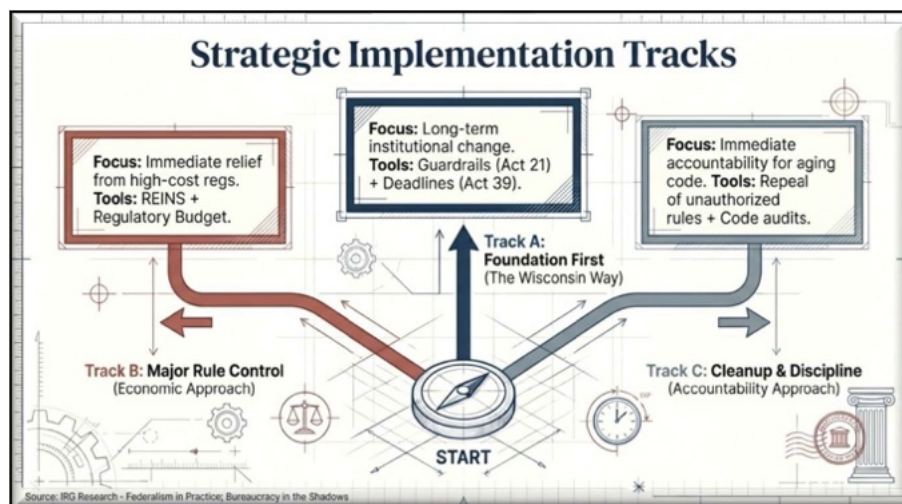 Strategic Implementation Tracks
Focus: Immediate relief
from high-cost regs.
Tools: REINS +
Regulatory Budget.
Focus: Long-term
institutional change.
Tools: Guardrails (Act 21)
+ Deadlines (Act 39).
Focus: Immediate
accountability for aging
code. Tools: Repeal
of unauthorized
rules + Code audits.
Track A:
Foundation First
(The Wisconsin Way)
Track B: Major Rule Control
(Economic Approach)
Track C: Cleanup & Discipline
(Accountability Approach)
START
Source: IRG Research - Federalism in Practice; Bureaucracy in the Shadows